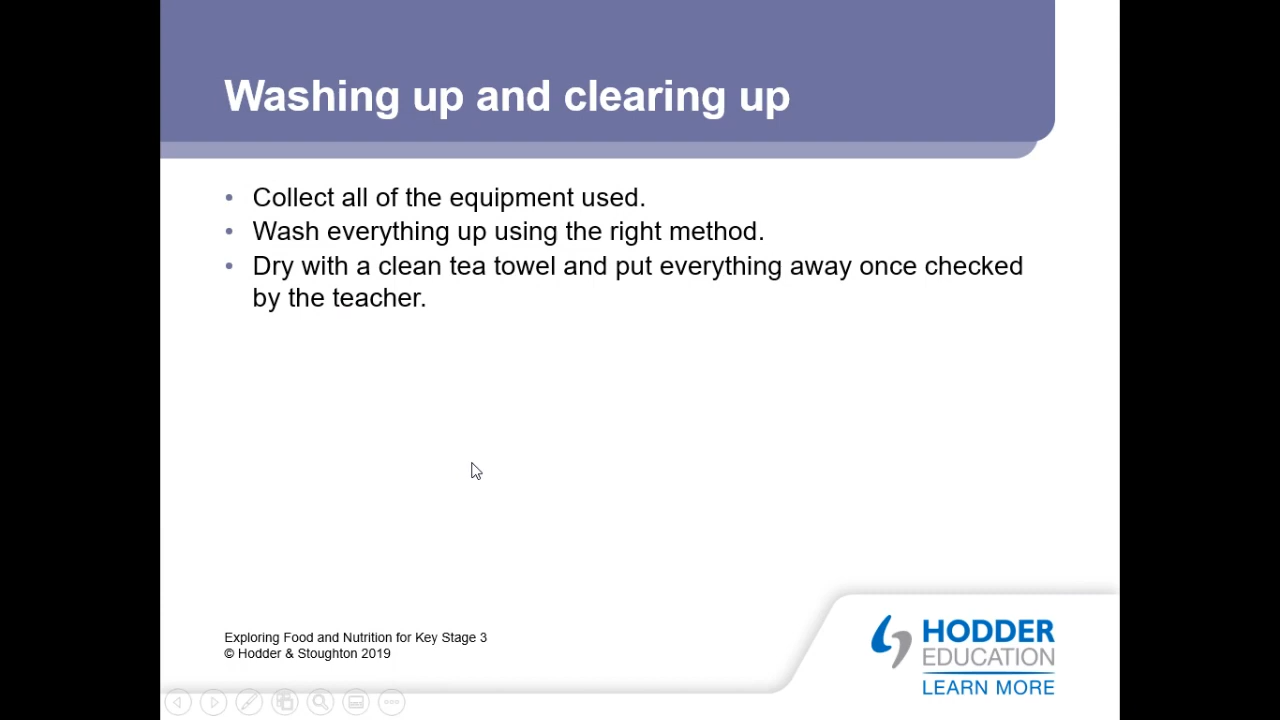 Washing up and clearing up
• Collect all of the equipment used.
• Wash everything up using the right method.
• Dry with a clean tea towel and put everything away once checked
by the teacher.
Exploring Food and Nutrition for Key Stage 3
© Hodder & Stoughton 2019
HODDER
EDUCATION
LEARN MORE